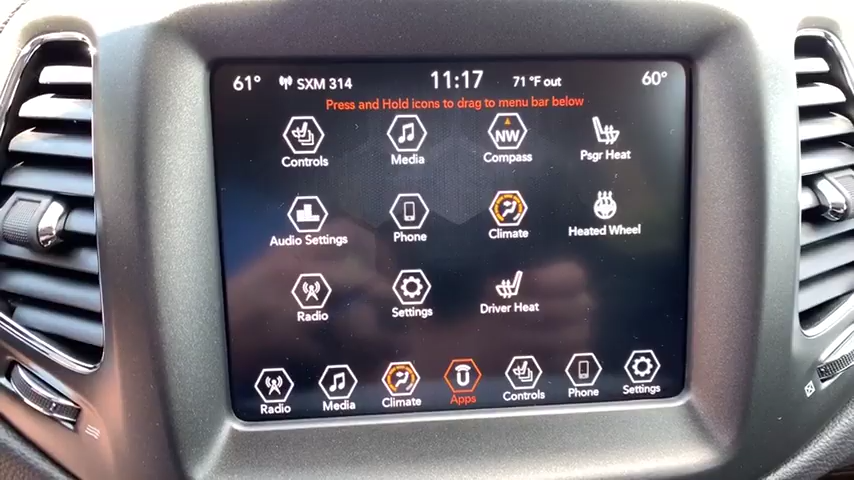 61° SXM 314 11:17 71 °F out 60°
Press and Hold icons to drag to menu bar below
Controls Media NW Compass Psgr Heat
Audio Settings Phone Climate Heated Wheel
Radio Settings Driver Heat
Radio Media Climate Apps Controls Phone Settings